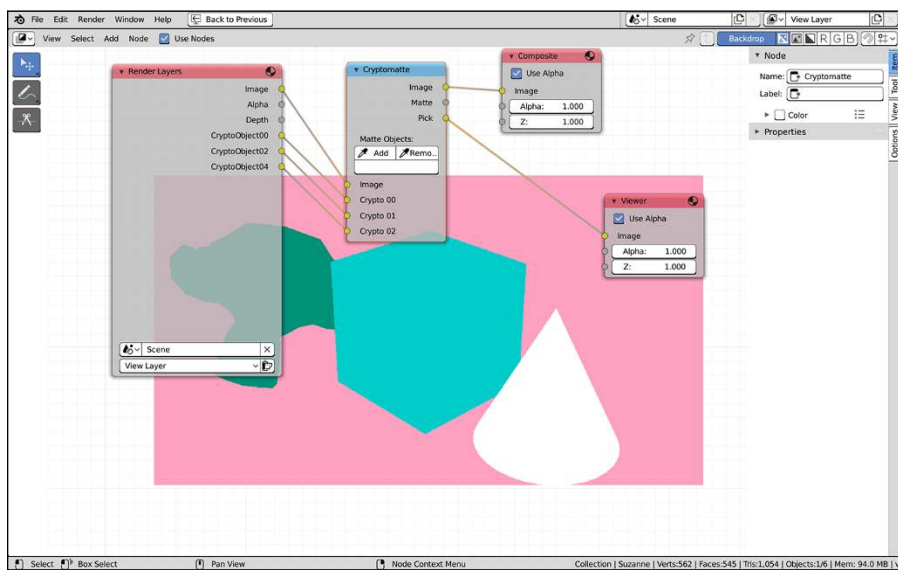 File Edit Render Window Help Back to Previous Scene View Layer
View Select Add Node Use Nodes Backdrop R G B
Render Layers
Image
Alpha
Depth
CryptoObject00
CryptoObject02
CryptoObject04
Scene
View Layer
Cryptomatte
Image
Matte
Pick
Matte Objects:
Add Remo..
Image
Crypto 00
Crypto 01
Crypto 02
Composite
Use Alpha
Image
Alpha: 1.000
Z: 1.000
Viewer
Use Alpha
Image
Alpha: 1.000
Z: 1.000
Node
Name: Cryptomatte
Label:
Color
Properties
Item
Tool
View
Options
Select Box Select Pan View Node Context Menu Collection | Suzanne | Verts:562 | Faces:545 | Tris:1,054 | Objects:1/6 | Mem: 94.0 MB | v